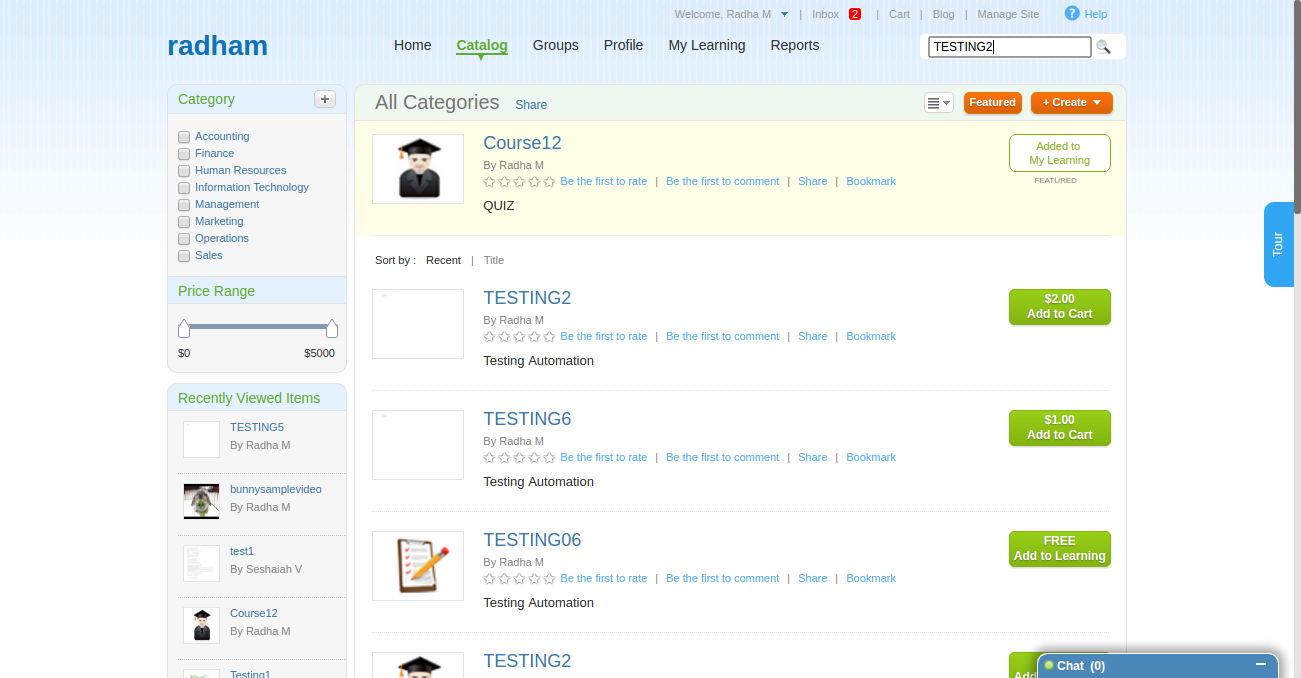 Welcome, Radha M | Inbox 2 | Cart | Blog | Manage Site ? Help
radham
Home Catalog Groups Profile My Learning Reports
TESTING2
Category +
Accounting
Finance
Human Resources
Information Technology
Management
Marketing
Operations
Sales
Price Range
$0 $5000
Recently Viewed Items
TESTING5
By Radha M
bunnysamplevideo
By Radha M
test1
By Seshaiah V
Course12
By Radha M
Testing1
All Categories Share Featured + Create
Course12
By Radha M
Be the first to rate | Be the first to comment | Share | Bookmark
QUIZ
Added to
My Learning
FEATURED
Sort by : Recent | Title
TESTING2
By Radha M
Be the first to rate | Be the first to comment | Share | Bookmark
Testing Automation
$2.00
Add to Cart
TESTING6
By Radha M
Be the first to rate | Be the first to comment | Share | Bookmark
Testing Automation
$1.00
Add to Cart
TESTING06
By Radha M
Be the first to rate | Be the first to comment | Share | Bookmark
Testing Automation
FREE
Add to Learning
TESTING2
Add
Tour
Chat (0)